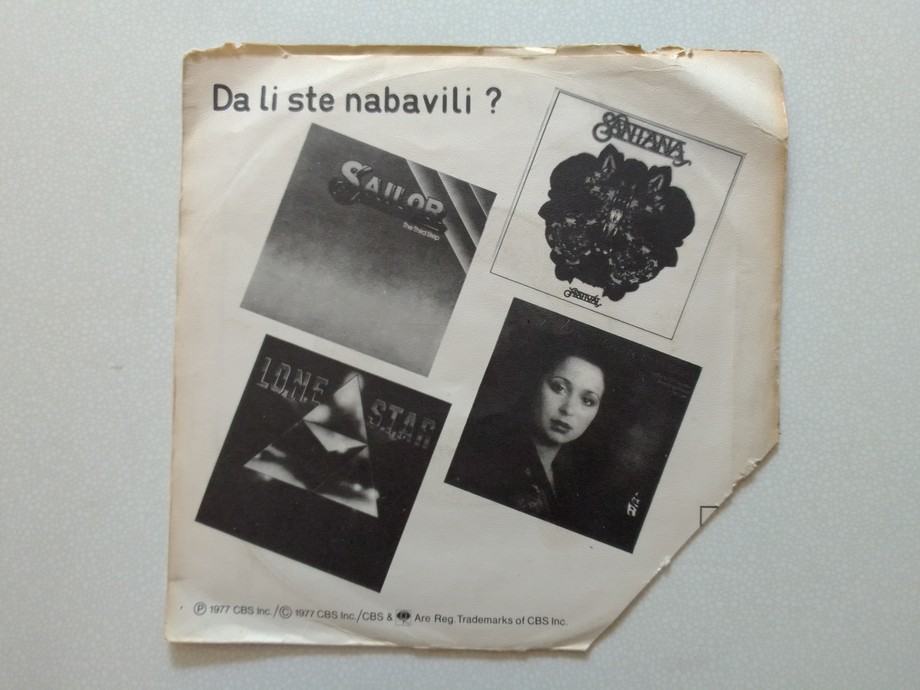 Da li ste nabavili ?
SANTANA
SAILOR
The Third Step
AMIGOS
LONE
STAR
℗ 1977 CBS Inc./© 1977 CBS Inc./CBS & Are Reg. Trademarks of CBS Inc.